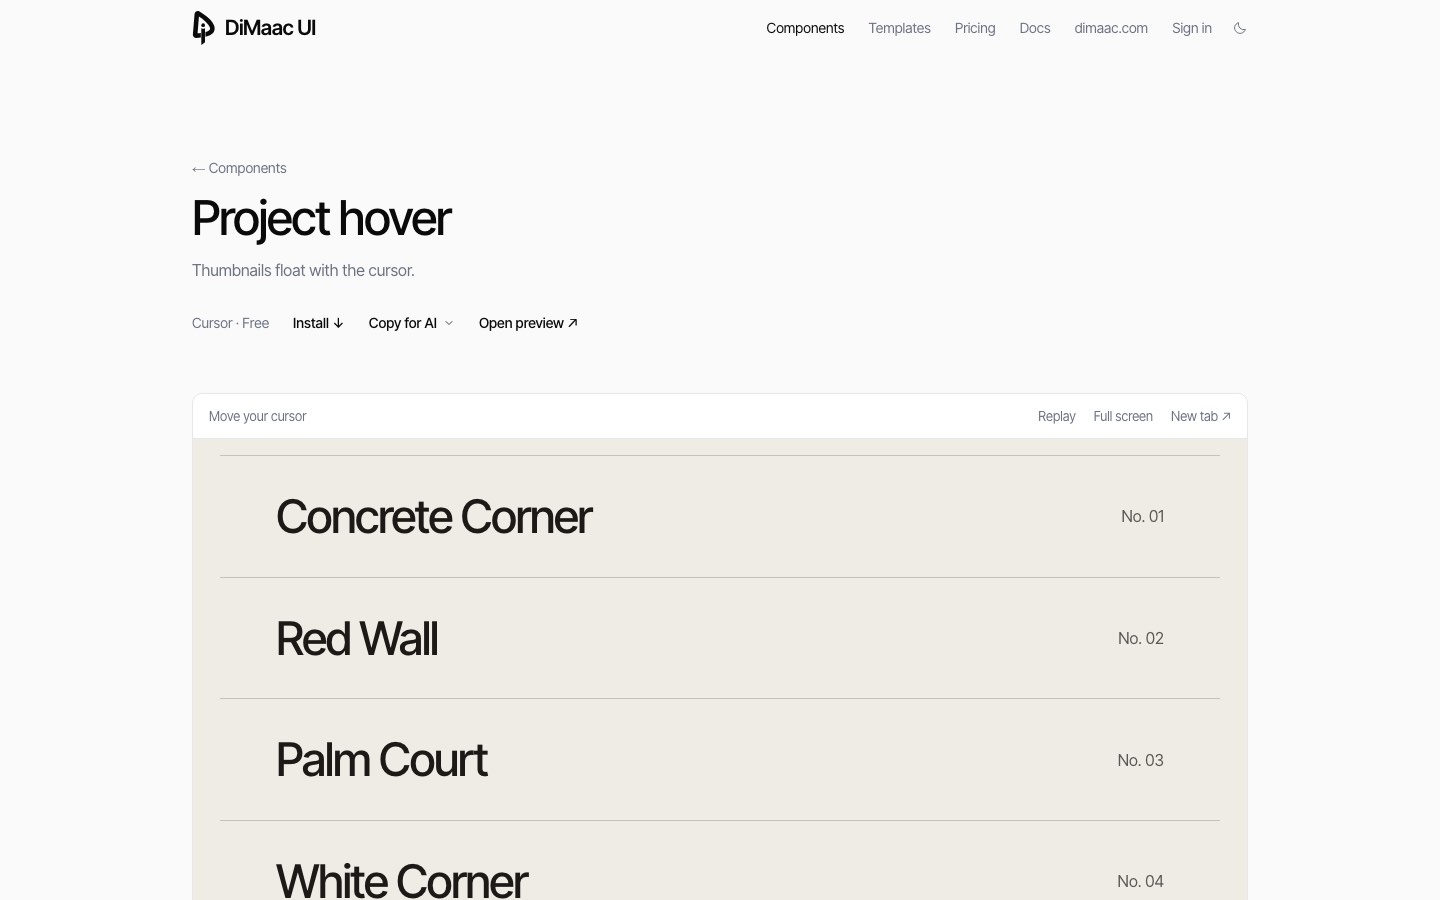 DiMaac UI
Components Templates Pricing Docs dimaac.com Sign in
← Components
Project hover
Thumbnails float with the cursor.
Cursor · Free Install ↓ Copy for AI Open preview ↗
Move your cursor Replay Full screen New tab ↗
Concrete Corner No. 01
Red Wall No. 02
Palm Court No. 03
White Corner No. 04